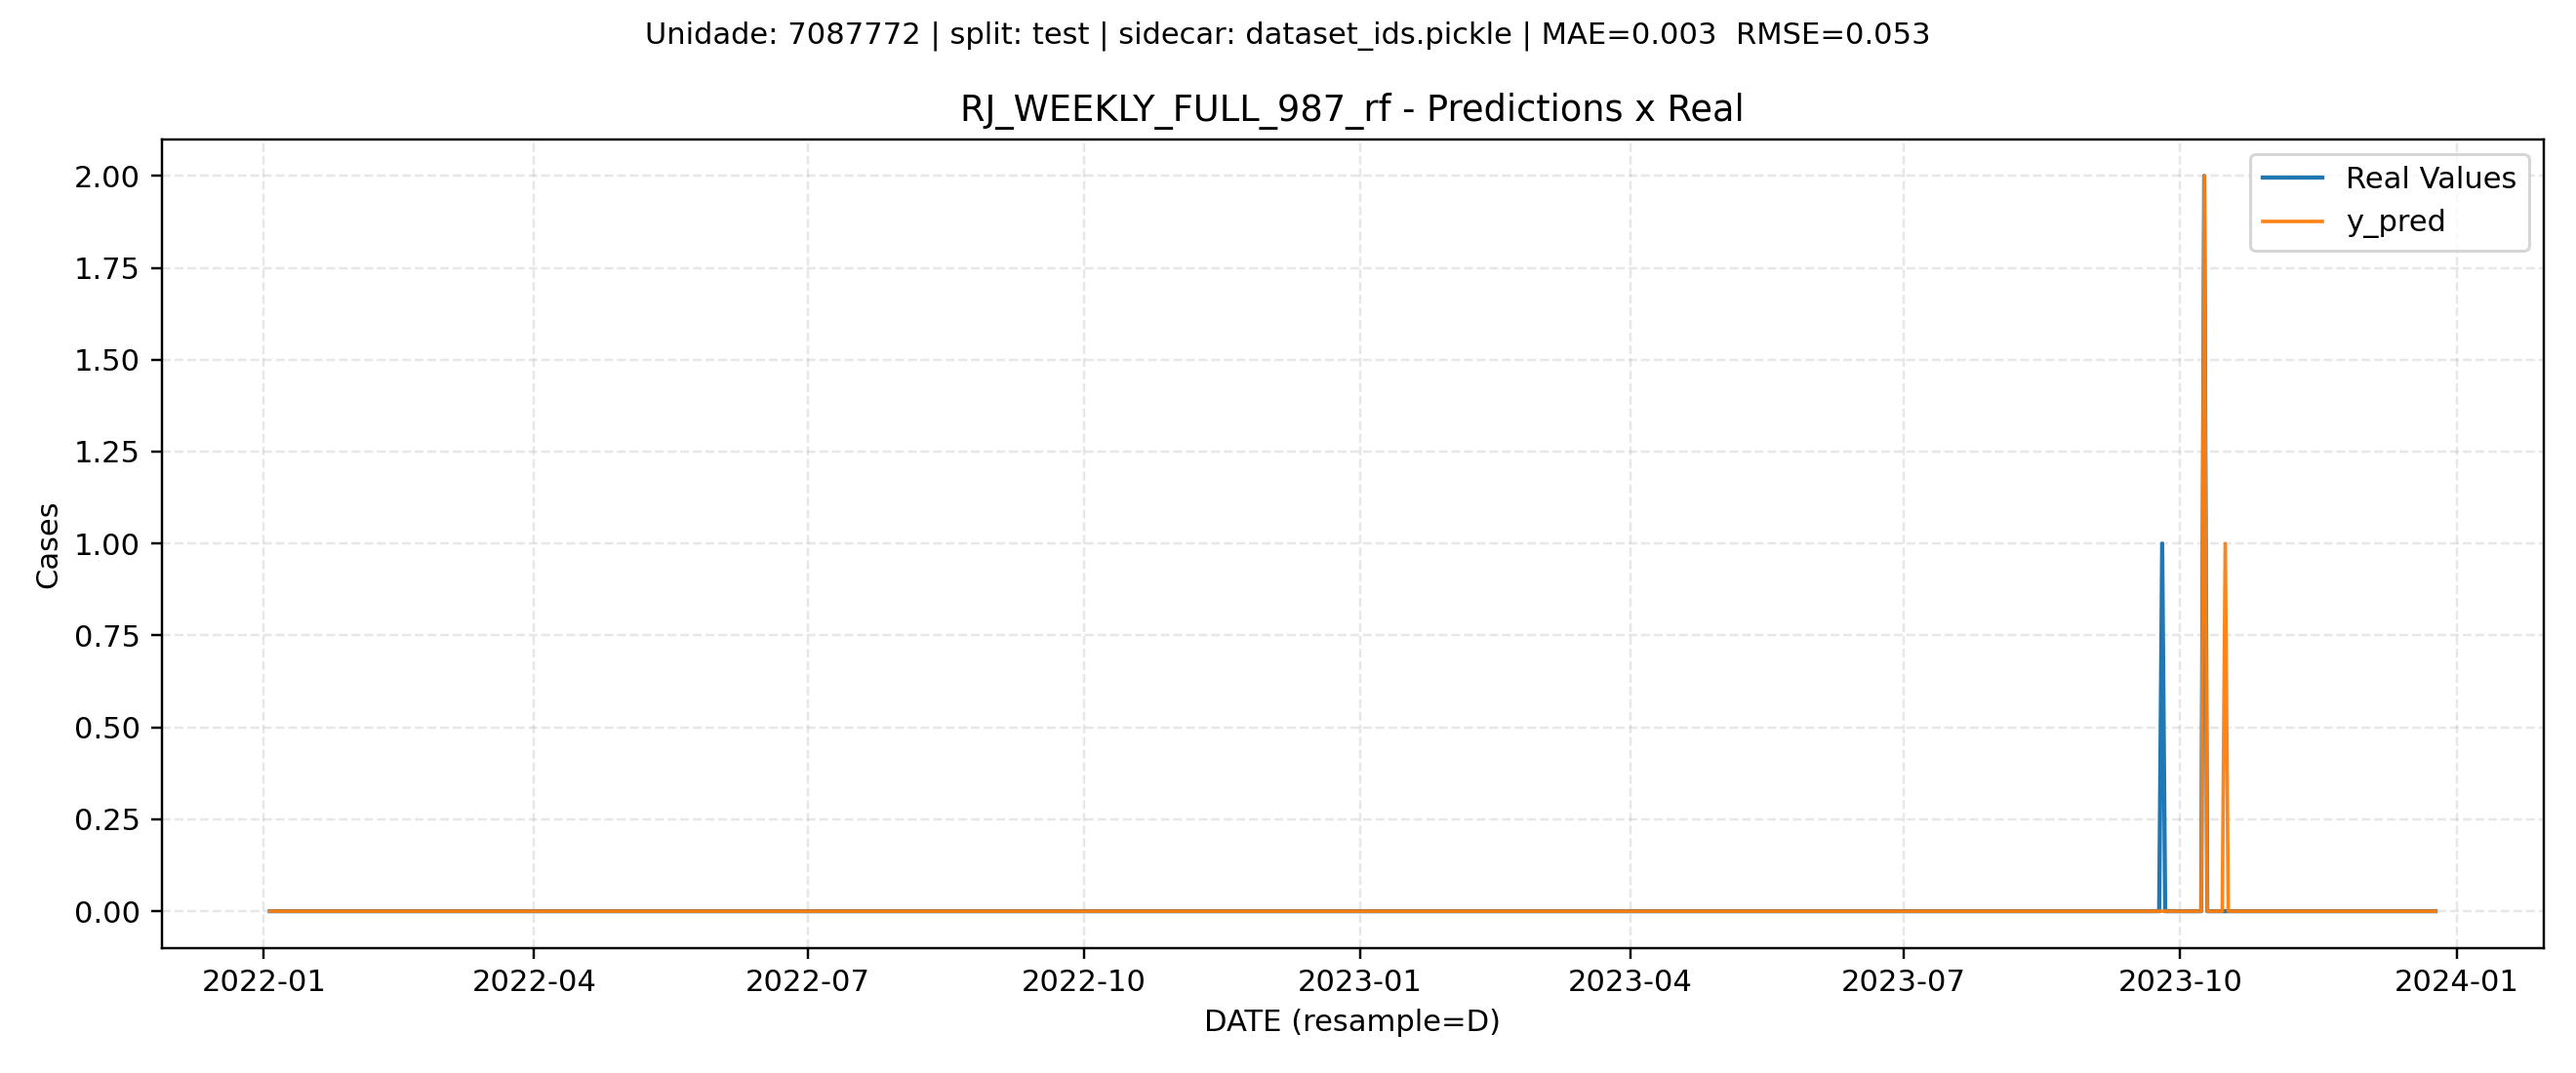 Unidade: 7087772 | split: test | sidecar: dataset_ids.pickle | MAE=0.003  RMSE=0.053
RJ_WEEKLY_FULL_987_rf - Predictions x Real
Real Values
y_pred
Cases
2.00
1.75
1.50
1.25
1.00
0.75
0.50
0.25
0.00
2022-01 2022-04 2022-07 2022-10 2023-01 2023-04 2023-07 2023-10 2024-01
DATE (resample=D)